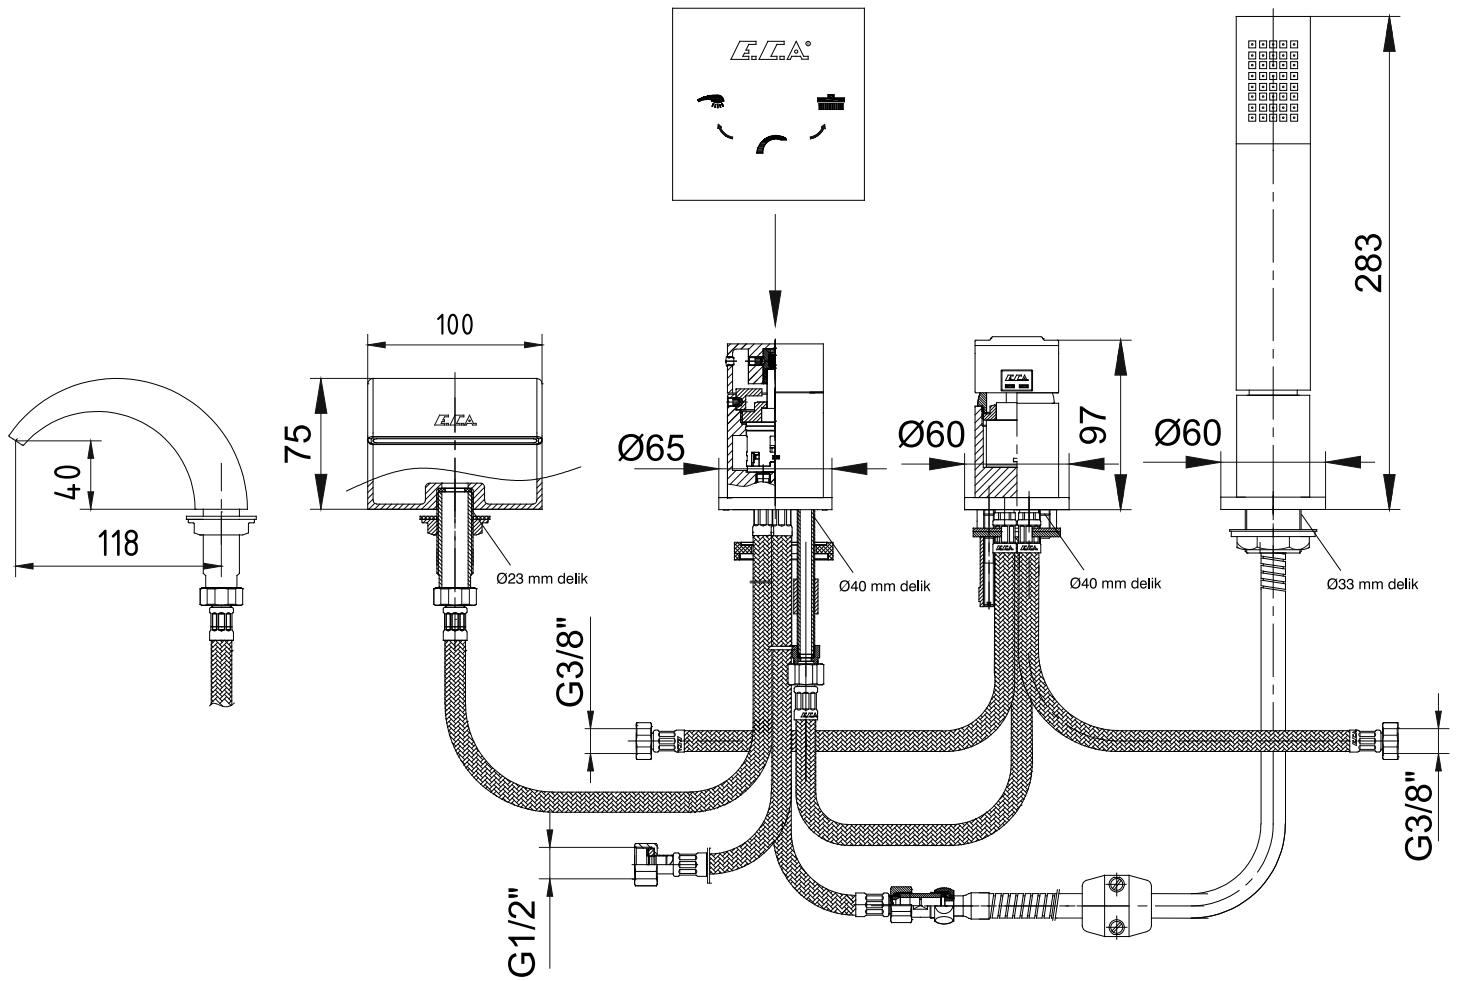 E.C.A®
283
100
E.C.A.
75
40
118
Ø65
Ø60
E.C.A.
97
Ø60
Ø23 mm delik
Ø40 mm delik
Ø40 mm delik
Ø33 mm delik
G3/8"
E.C.A
E.C.A
E.C.A
G3/8"
G1/2"